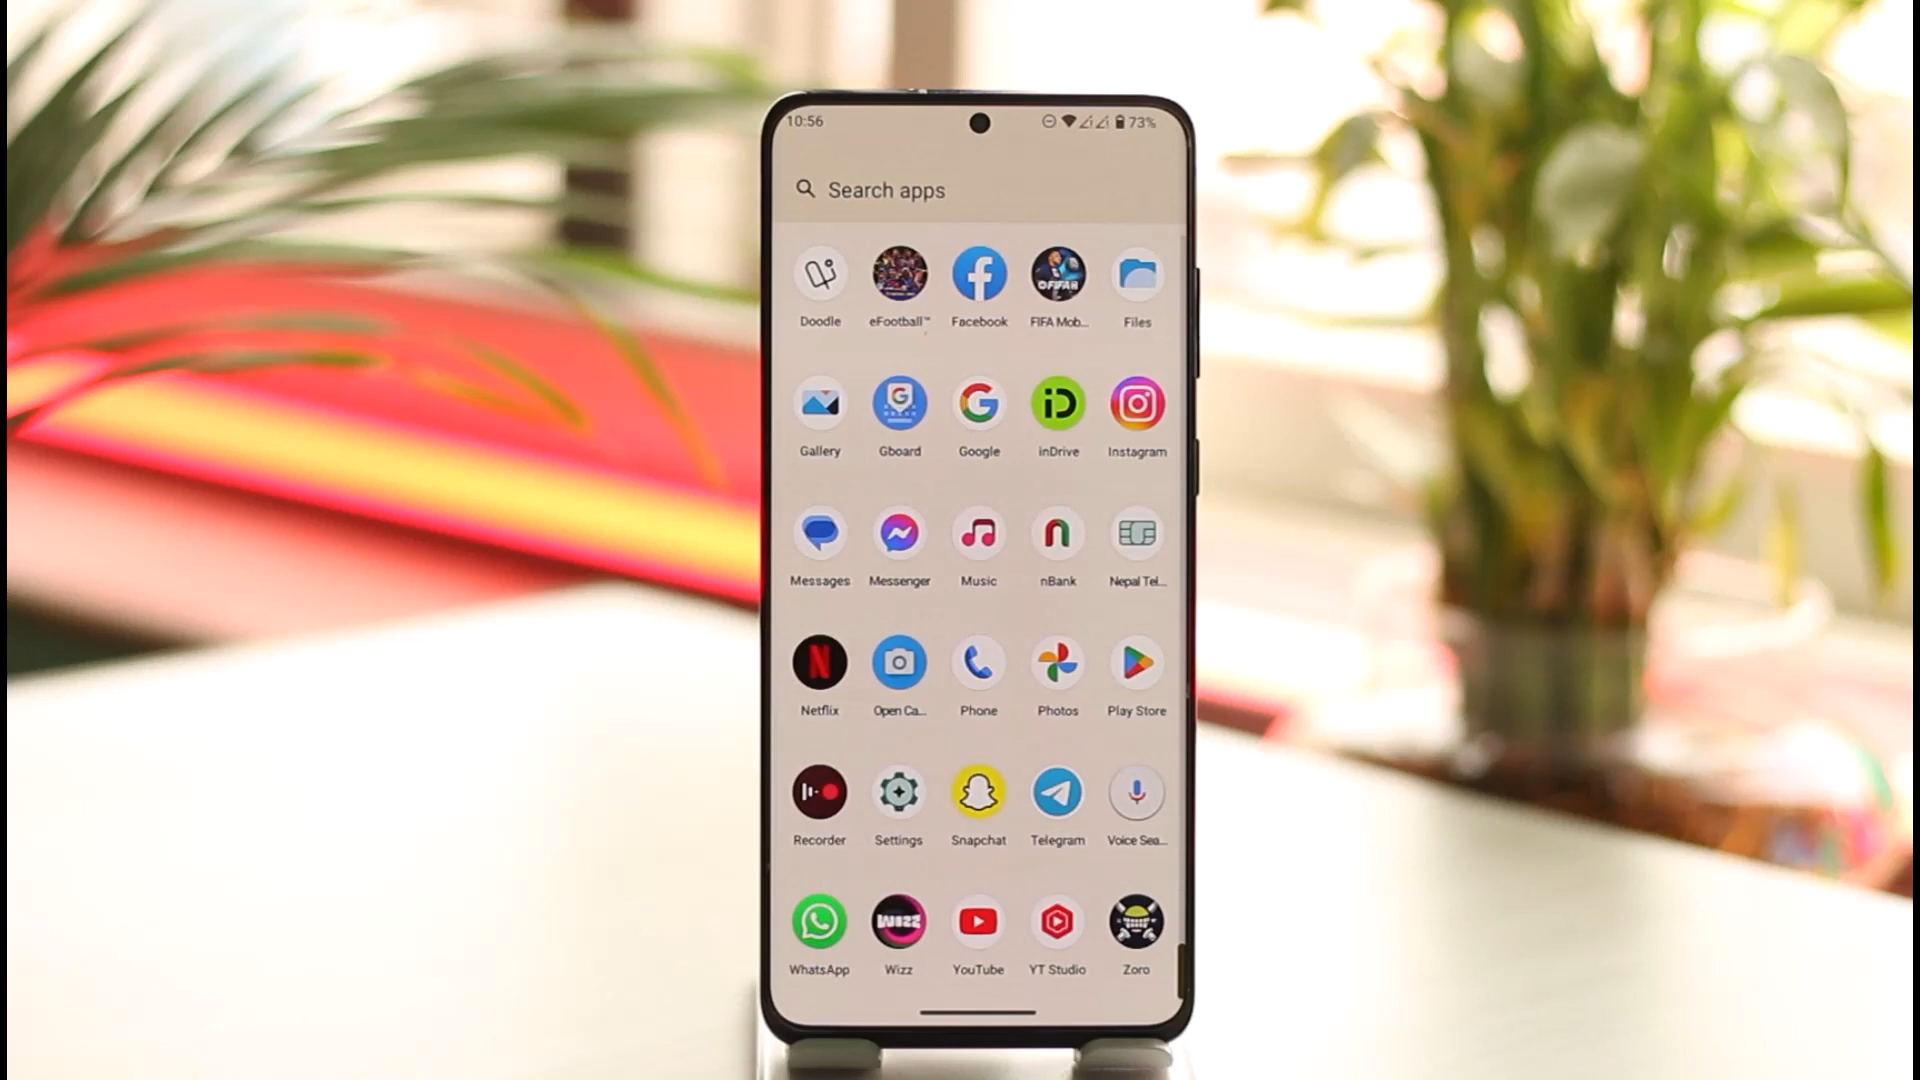 10:56 73%
Search apps
Doodle eFootball™ Facebook FIFA Mob... Files
Gallery Gboard Google inDrive Instagram
Messages Messenger Music nBank Nepal Tel...
Netflix Open Ca... Phone Photos Play Store
Recorder Settings Snapchat Telegram Voice Sea...
WhatsApp Wizz YouTube YT Studio Zoro